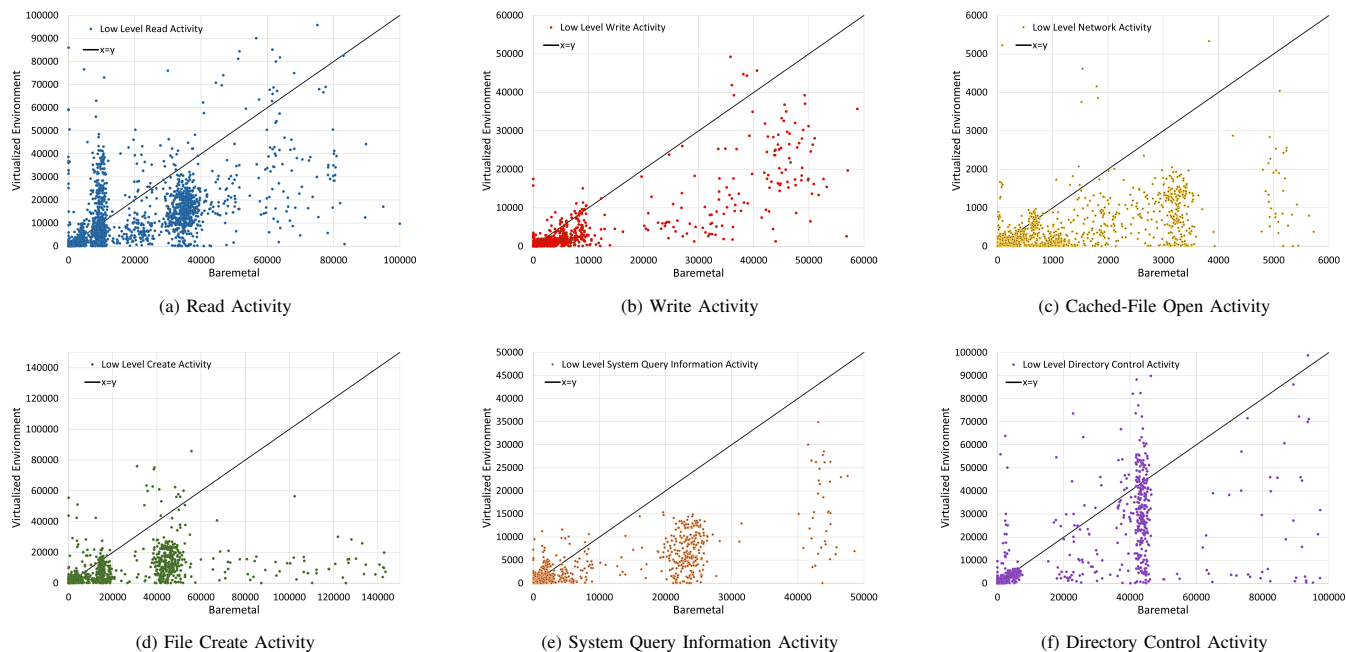 100000
90000
80000
70000
60000
50000
40000
30000
20000
10000
0
Virtualized Environment
Low Level Read Activity
x=y
0 20000 40000 60000 80000 100000
Baremetal
(a) Read Activity
60000
50000
40000
30000
20000
10000
0
Virtualized Environment
Low Level Write Activity
x=y
0 10000 20000 30000 40000 50000 60000
Baremetal
(b) Write Activity
6000
5000
4000
3000
2000
1000
0
Virtualized Environment
Low Level Network Activity
x=y
0 1000 2000 3000 4000 5000 6000
Baremetal
(c) Cached-File Open Activity
140000
120000
100000
80000
60000
40000
20000
0
Virtualized Environment
Low Level Create Activity
x=y
0 20000 40000 60000 80000 100000 120000 140000
Baremetal
(d) File Create Activity
50000
45000
40000
35000
30000
25000
20000
15000
10000
5000
0
Virtualized Environment
Low Level System Query Information Activity
x=y
0 10000 20000 30000 40000 50000
Baremetal
(e) System Query Information Activity
100000
90000
80000
70000
60000
50000
40000
30000
20000
10000
0
Virtualized Environment
Low Level Directory Control Activity
x=y
0 20000 40000 60000 80000 100000
Baremetal
(f) Directory Control Activity